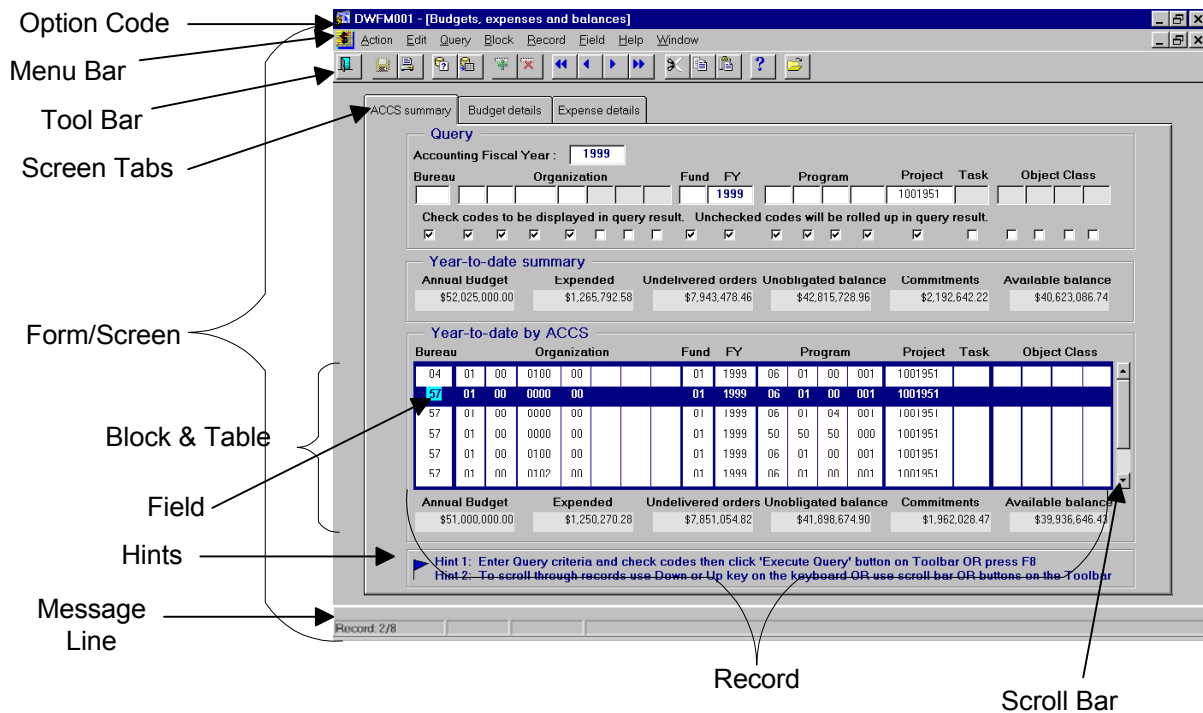 Option Code
DWFM001 - [Budgets, expenses and balances]
Menu Bar
Action Edit Query Block Record Field Help Window
Tool Bar
Screen Tabs
ACCS summary Budget details Expense details
Query
Accounting Fiscal Year : 1999
Bureau Organization Fund FY Program Project Task Object Class
1999 1001951
Check codes to be displayed in query result. Unchecked codes will be rolled up in query result.
Year-to-date summary
Annual Budget Expended Undelivered orders Unobligated balance Commitments Available balance
$52,025,000.00 $1,265,792.58 $7,943,478.46 $42,815,728.96 $2,192,642.22 $40,623,086.74
Form/Screen
Year-to-date by ACCS
Bureau Organization Fund FY Program Project Task Object Class
04 01 00 0100 00 01 1999 06 01 00 001 1001951
57 01 00 0000 00 01 1999 06 01 00 001 1001951
57 01 00 0000 00 01 1999 06 01 04 001 1001951
57 01 00 0000 00 01 1999 50 50 50 000 1001951
57 01 00 0100 00 01 1999 06 01 00 001 1001951
57 01 00 0102 00 01 1999 06 01 00 001 1001951
Block & Table
Field
Annual Budget Expended Undelivered orders Unobligated balance Commitments Available balance
$51,000,000.00 $1,250,270.28 $7,851,054.82 $41,898,674.90 $1,962,028.47 $39,936,646.43
Hints
Hint 1: Enter Query criteria and check codes then click 'Execute Query' button on Toolbar OR press F8
Hint 2: To scroll through records use Down or Up key on the keyboard OR use scroll bar OR buttons on the Toolbar
Message
Line
Record: 2/8
Record
Scroll Bar